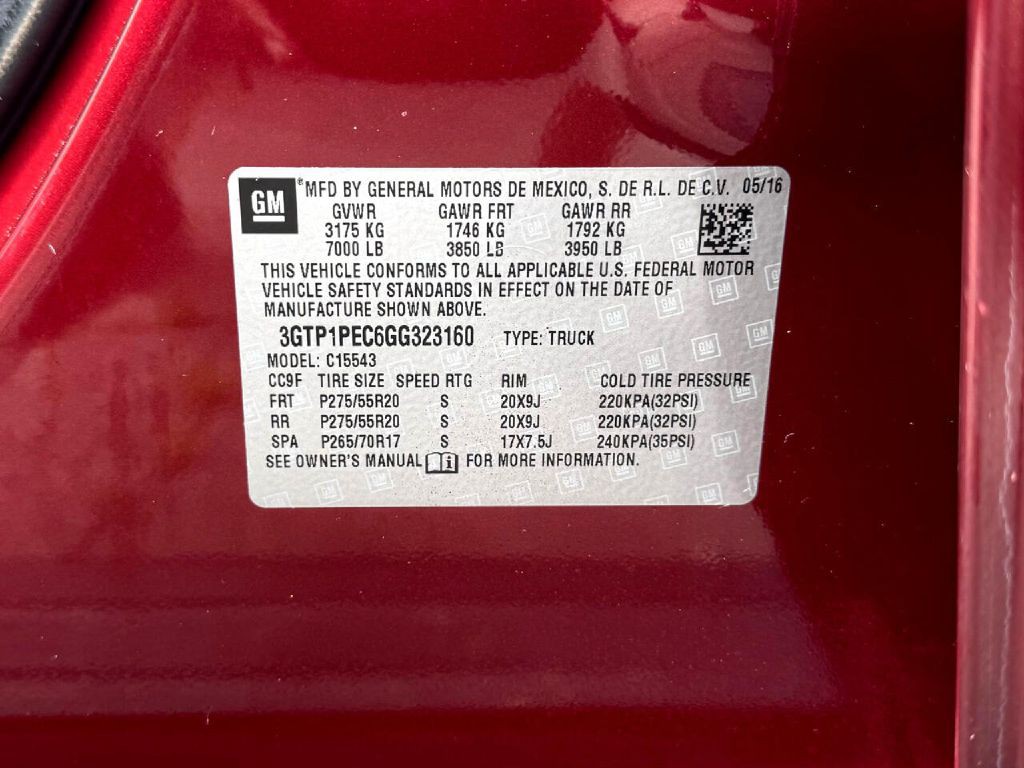 GM ®MFD BY GENERAL MOTORS DE MEXICO, S. DE R.L. DE C.V. 05/16
GVWR GAWR FRT GAWR RR
3175 KG 1746 KG 1792 KG
7000 LB 3850 LB 3950 LB
THIS VEHICLE CONFORMS TO ALL APPLICABLE U.S. FEDERAL MOTOR
VEHICLE SAFETY STANDARDS IN EFFECT ON THE DATE OF
MANUFACTURE SHOWN ABOVE.
3GTP1PEC6GG323160 TYPE: TRUCK
MODEL: C15543
CC9F TIRE SIZE SPEED RTG RIM COLD TIRE PRESSURE
FRT P275/55R20 S 20X9J 220KPA(32PSI)
RR P275/55R20 S 20X9J 220KPA(32PSI)
SPA P265/70R17 S 17X7.5J 240KPA(35PSI)
SEE OWNER'S MANUAL i FOR MORE INFORMATION.